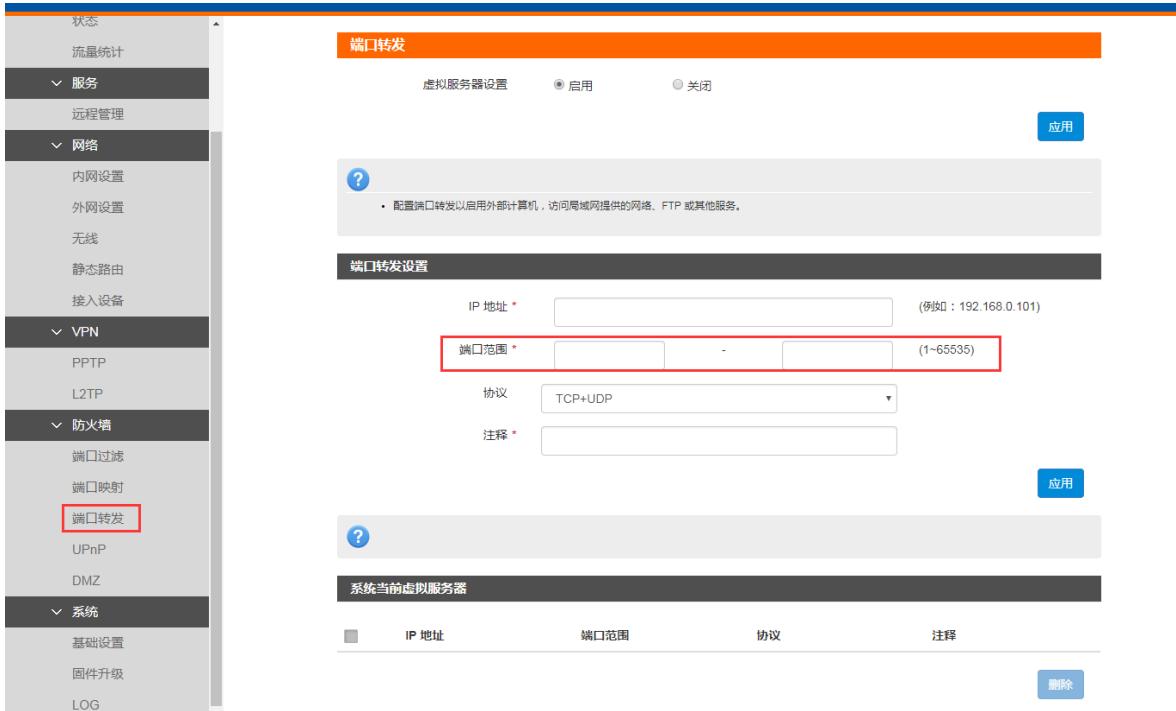 状态
流量统计
服务
远程管理
网络
内网设置
外网设置
无线
静态路由
接入设备
VPN
PPTP
L2TP
防火墙
端口过滤
端口映射
端口转发
UPnP
DMZ
系统
基础设置
固件升级
LOG
端口转发
虚拟服务器设置 启用 关闭
应用
• 配置端口转发以启用外部计算机，访问局域网提供的网络、FTP 或其他服务。
端口转发设置
IP 地址 * (例如：192.168.0.101)
端口范围 * - (1~65535)
协议 TCP+UDP
注释 *
应用
系统当前虚拟服务器
IP 地址 端口范围 协议 注释
删除